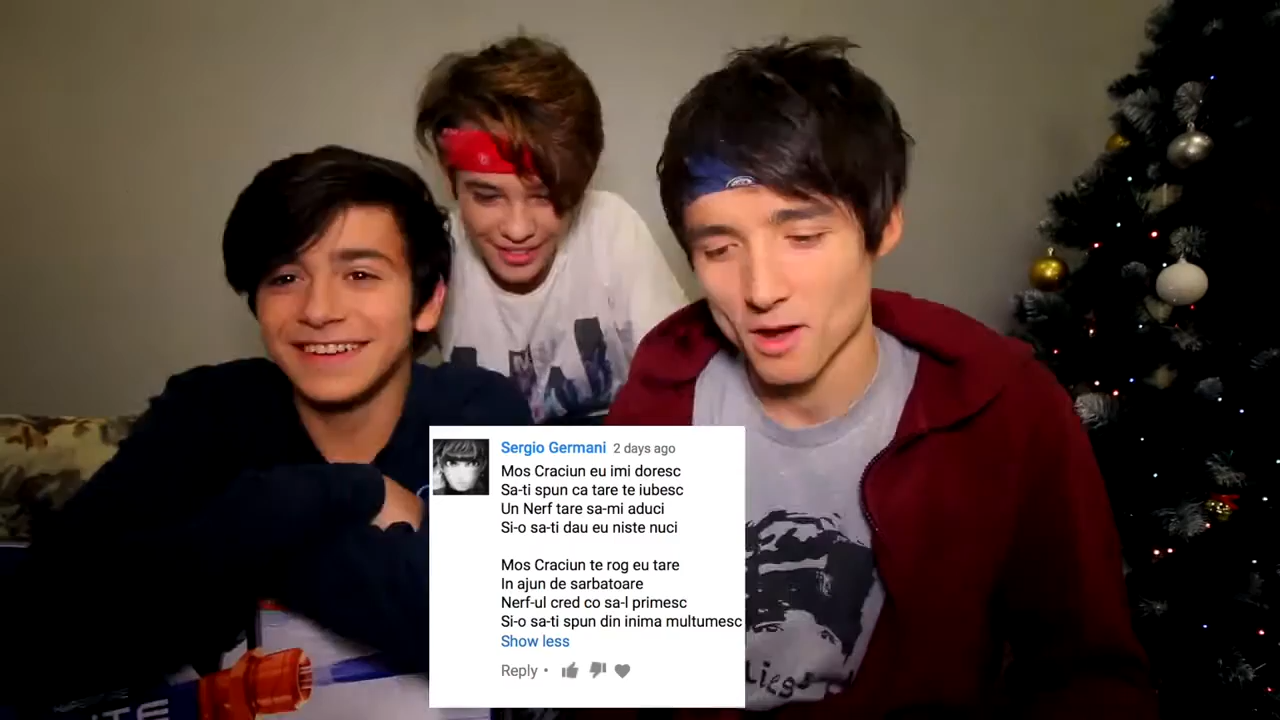 Sergio Germani 2 days ago
Mos Craciun eu imi doresc
Sa-ti spun ca tare te iubesc
Un Nerf tare sa-mi aduci
Si-o sa-ti dau eu niste nuci
Mos Craciun te rog eu tare
In ajun de sarbatoare
Nerf-ul cred co sa-l primesc
Si-o sa-ti spun din inima multumesc
Show less
Reply •